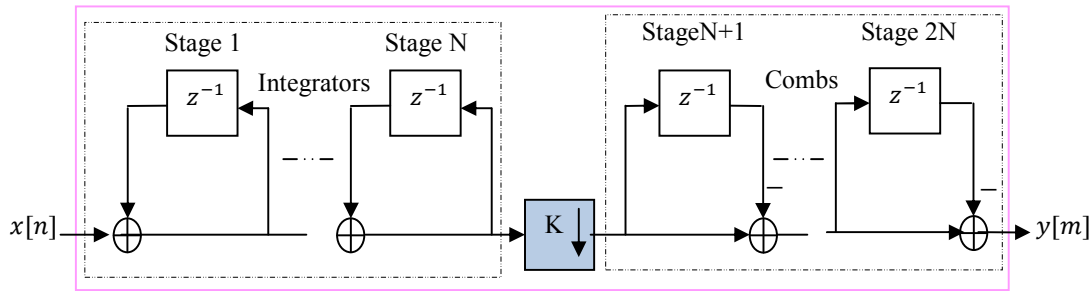 Stage 1
Stage N
StageN+1
Stage 2N
Integrators
Combs
z⁻¹
z⁻¹
z⁻¹
z⁻¹
x[n]
K
y[m]